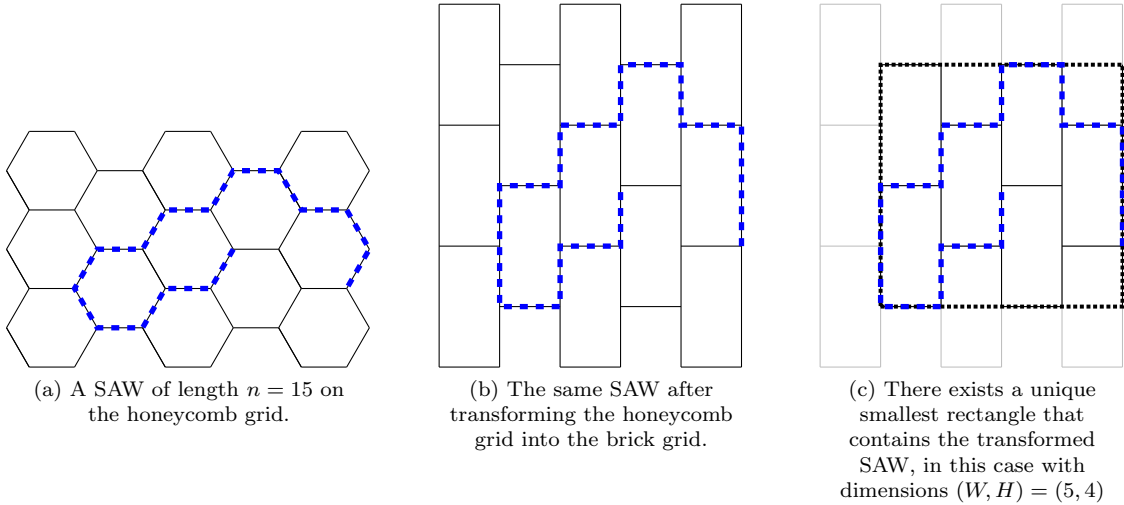 (a) A SAW of length n = 15 on
the honeycomb grid.
(b) The same SAW after
transforming the honeycomb
grid into the brick grid.
(c) There exists a unique
smallest rectangle that
contains the transformed
SAW, in this case with
dimensions (W, H) = (5, 4)